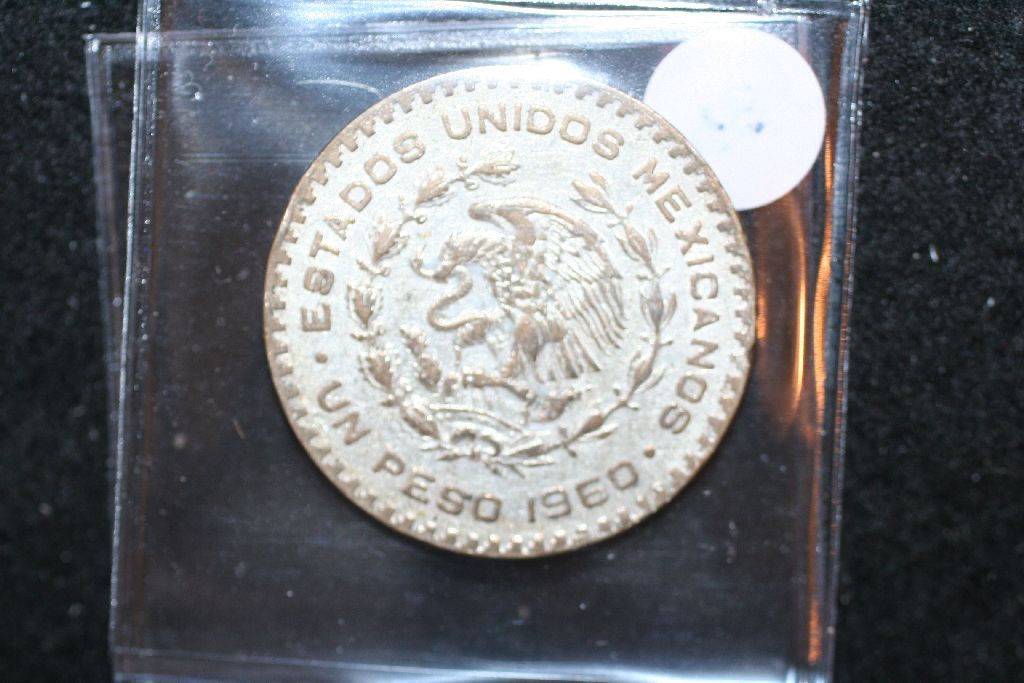 ESTADOS UNIDOS MEXICANOS
· UN PESO 1960 ·